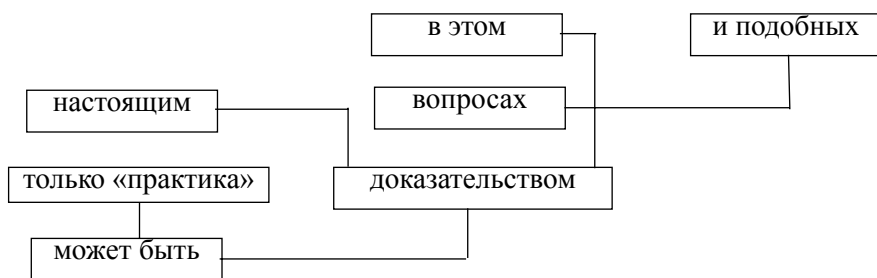 в этом
и подобных
настоящим
вопросах
только «практика»
доказательством
может быть